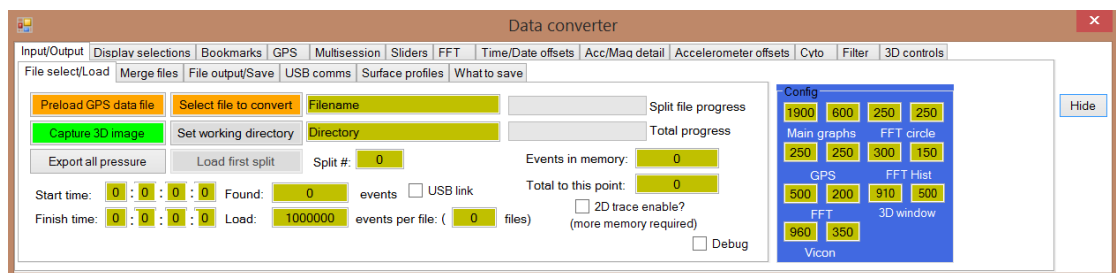 Data converter
Input/Output Display selections Bookmarks GPS Multisession Sliders FFT Time/Date offsets Acc/Mag detail Accelerometer offsets Cyto Filter 3D controls
File select/Load Merge files File output/Save USB comms Surface profiles What to save
Preload GPS data file Select file to convert Filename Split file progress
Capture 3D image Set working directory Directory Total progress
Export all pressure Load first split Split #: 0 Events in memory: 0
Start time: 0 : 0 : 0 : 0 Found: 0 events USB link Total to this point: 0
Finish time: 0 : 0 : 0 : 0 Load: 1000000 events per file: ( 0 files)
2D trace enable?
(more memory required)
Debug
Config
1900 600 250 250
Main graphs FFT circle
250 250 300 150
GPS FFT Hist
500 200 910 500
FFT 3D window
960 350
Vicon
Hide